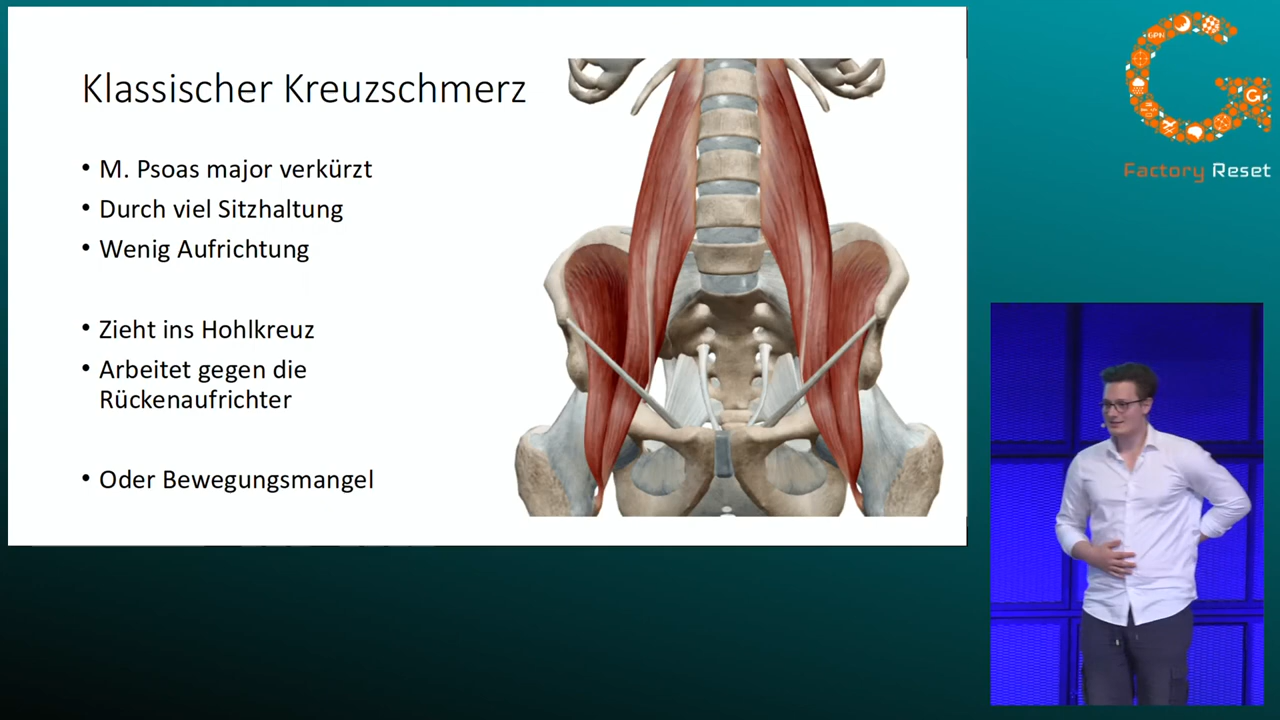 Klassischer Kreuzschmerz
• M. Psoas major verkürzt
• Durch viel Sitzhaltung
• Wenig Aufrichtung
• Zieht ins Hohlkreuz
• Arbeitet gegen die
Rückenaufrichter
• Oder Bewegungsmangel
GPN
G
Factory Reset